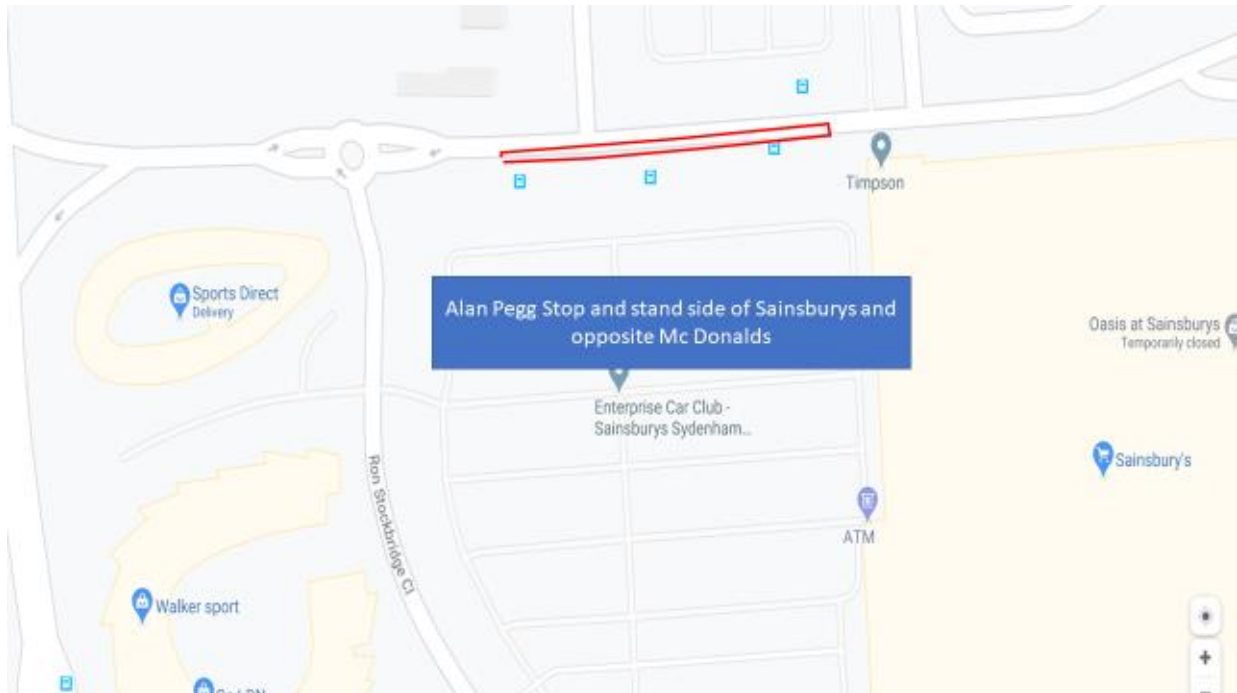 Timpson
Sports Direct
Delivery
Alan Pegg Stop and stand side of Sainsburys and
opposite Mc Donalds
Oasis at Sainsburys
Temporarily closed
Enterprise Car Club -
Sainsburys Sydenham...
Sainsbury's
Ron Stockbridge Cl
ATM
Walker sport
+